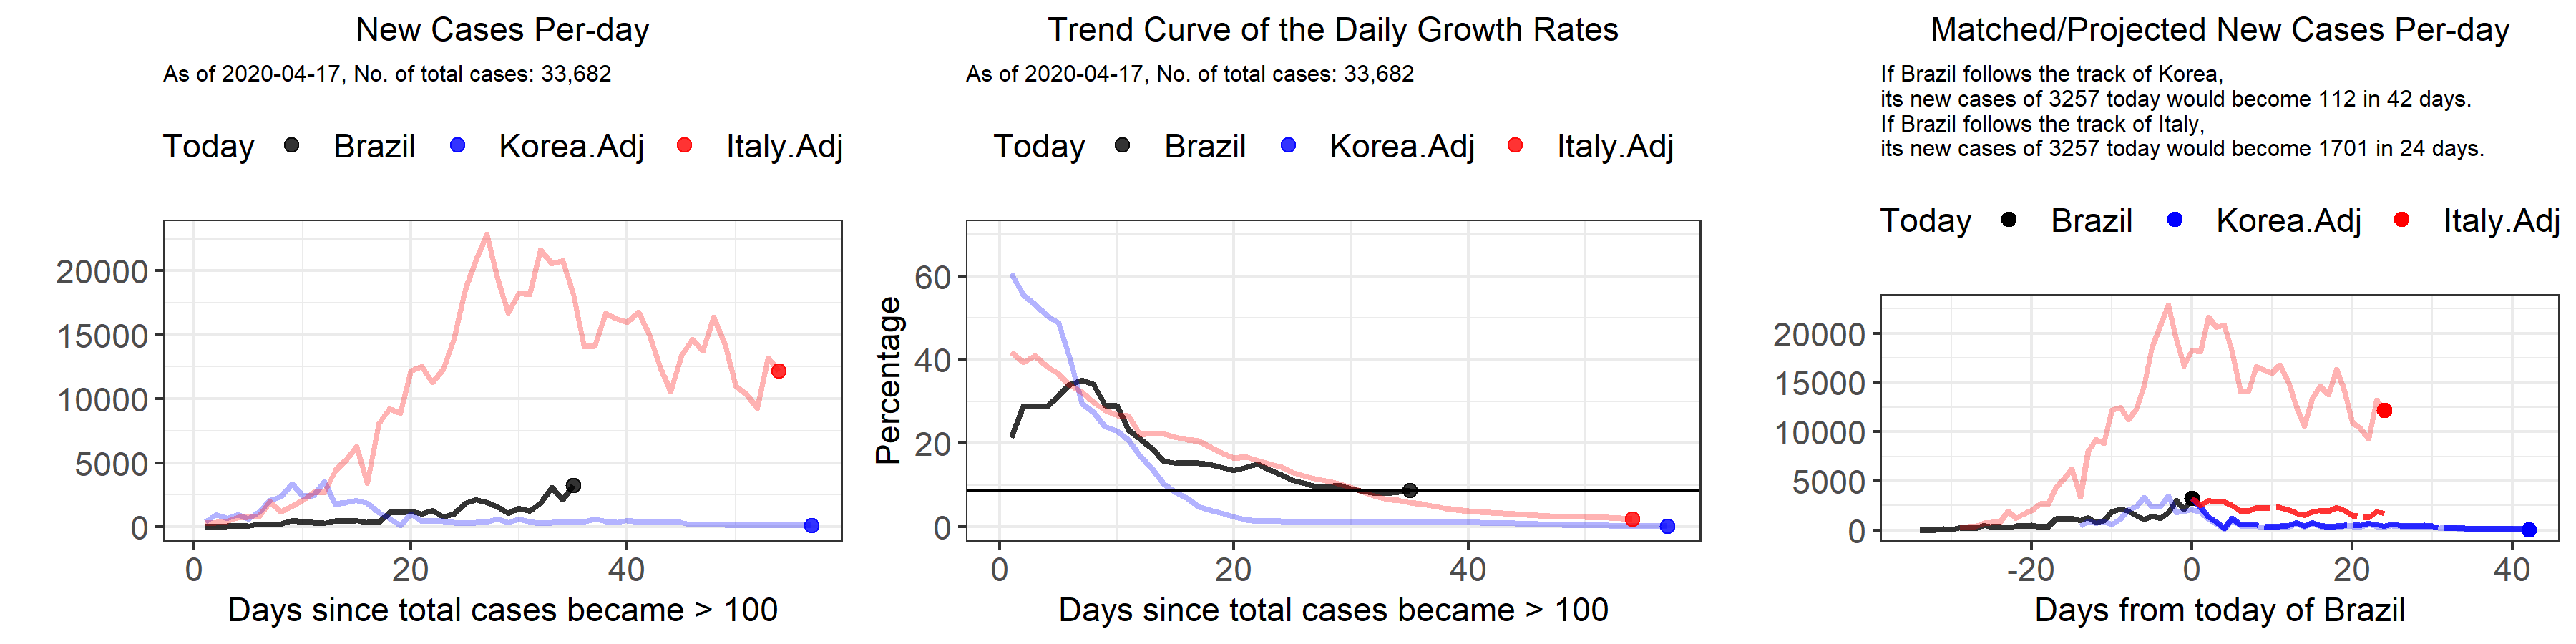 New Cases Per-day
As of 2020-04-17, No. of total cases: 33,682
Today Brazil Korea.Adj Italy.Adj
20000
15000
10000
5000
0
0 20 40
Days since total cases became > 100
Trend Curve of the Daily Growth Rates
As of 2020-04-17, No. of total cases: 33,682
Today Brazil Korea.Adj Italy.Adj
Percentage
60
40
20
0
0 20 40
Days since total cases became > 100
Matched/Projected New Cases Per-day
If Brazil follows the track of Korea,
its new cases of 3257 today would become 112 in 42 days.
If Brazil follows the track of Italy,
its new cases of 3257 today would become 1701 in 24 days.
Today Brazil Korea.Adj Italy.Adj
20000
15000
10000
5000
0
-20 0 20 40
Days from today of Brazil